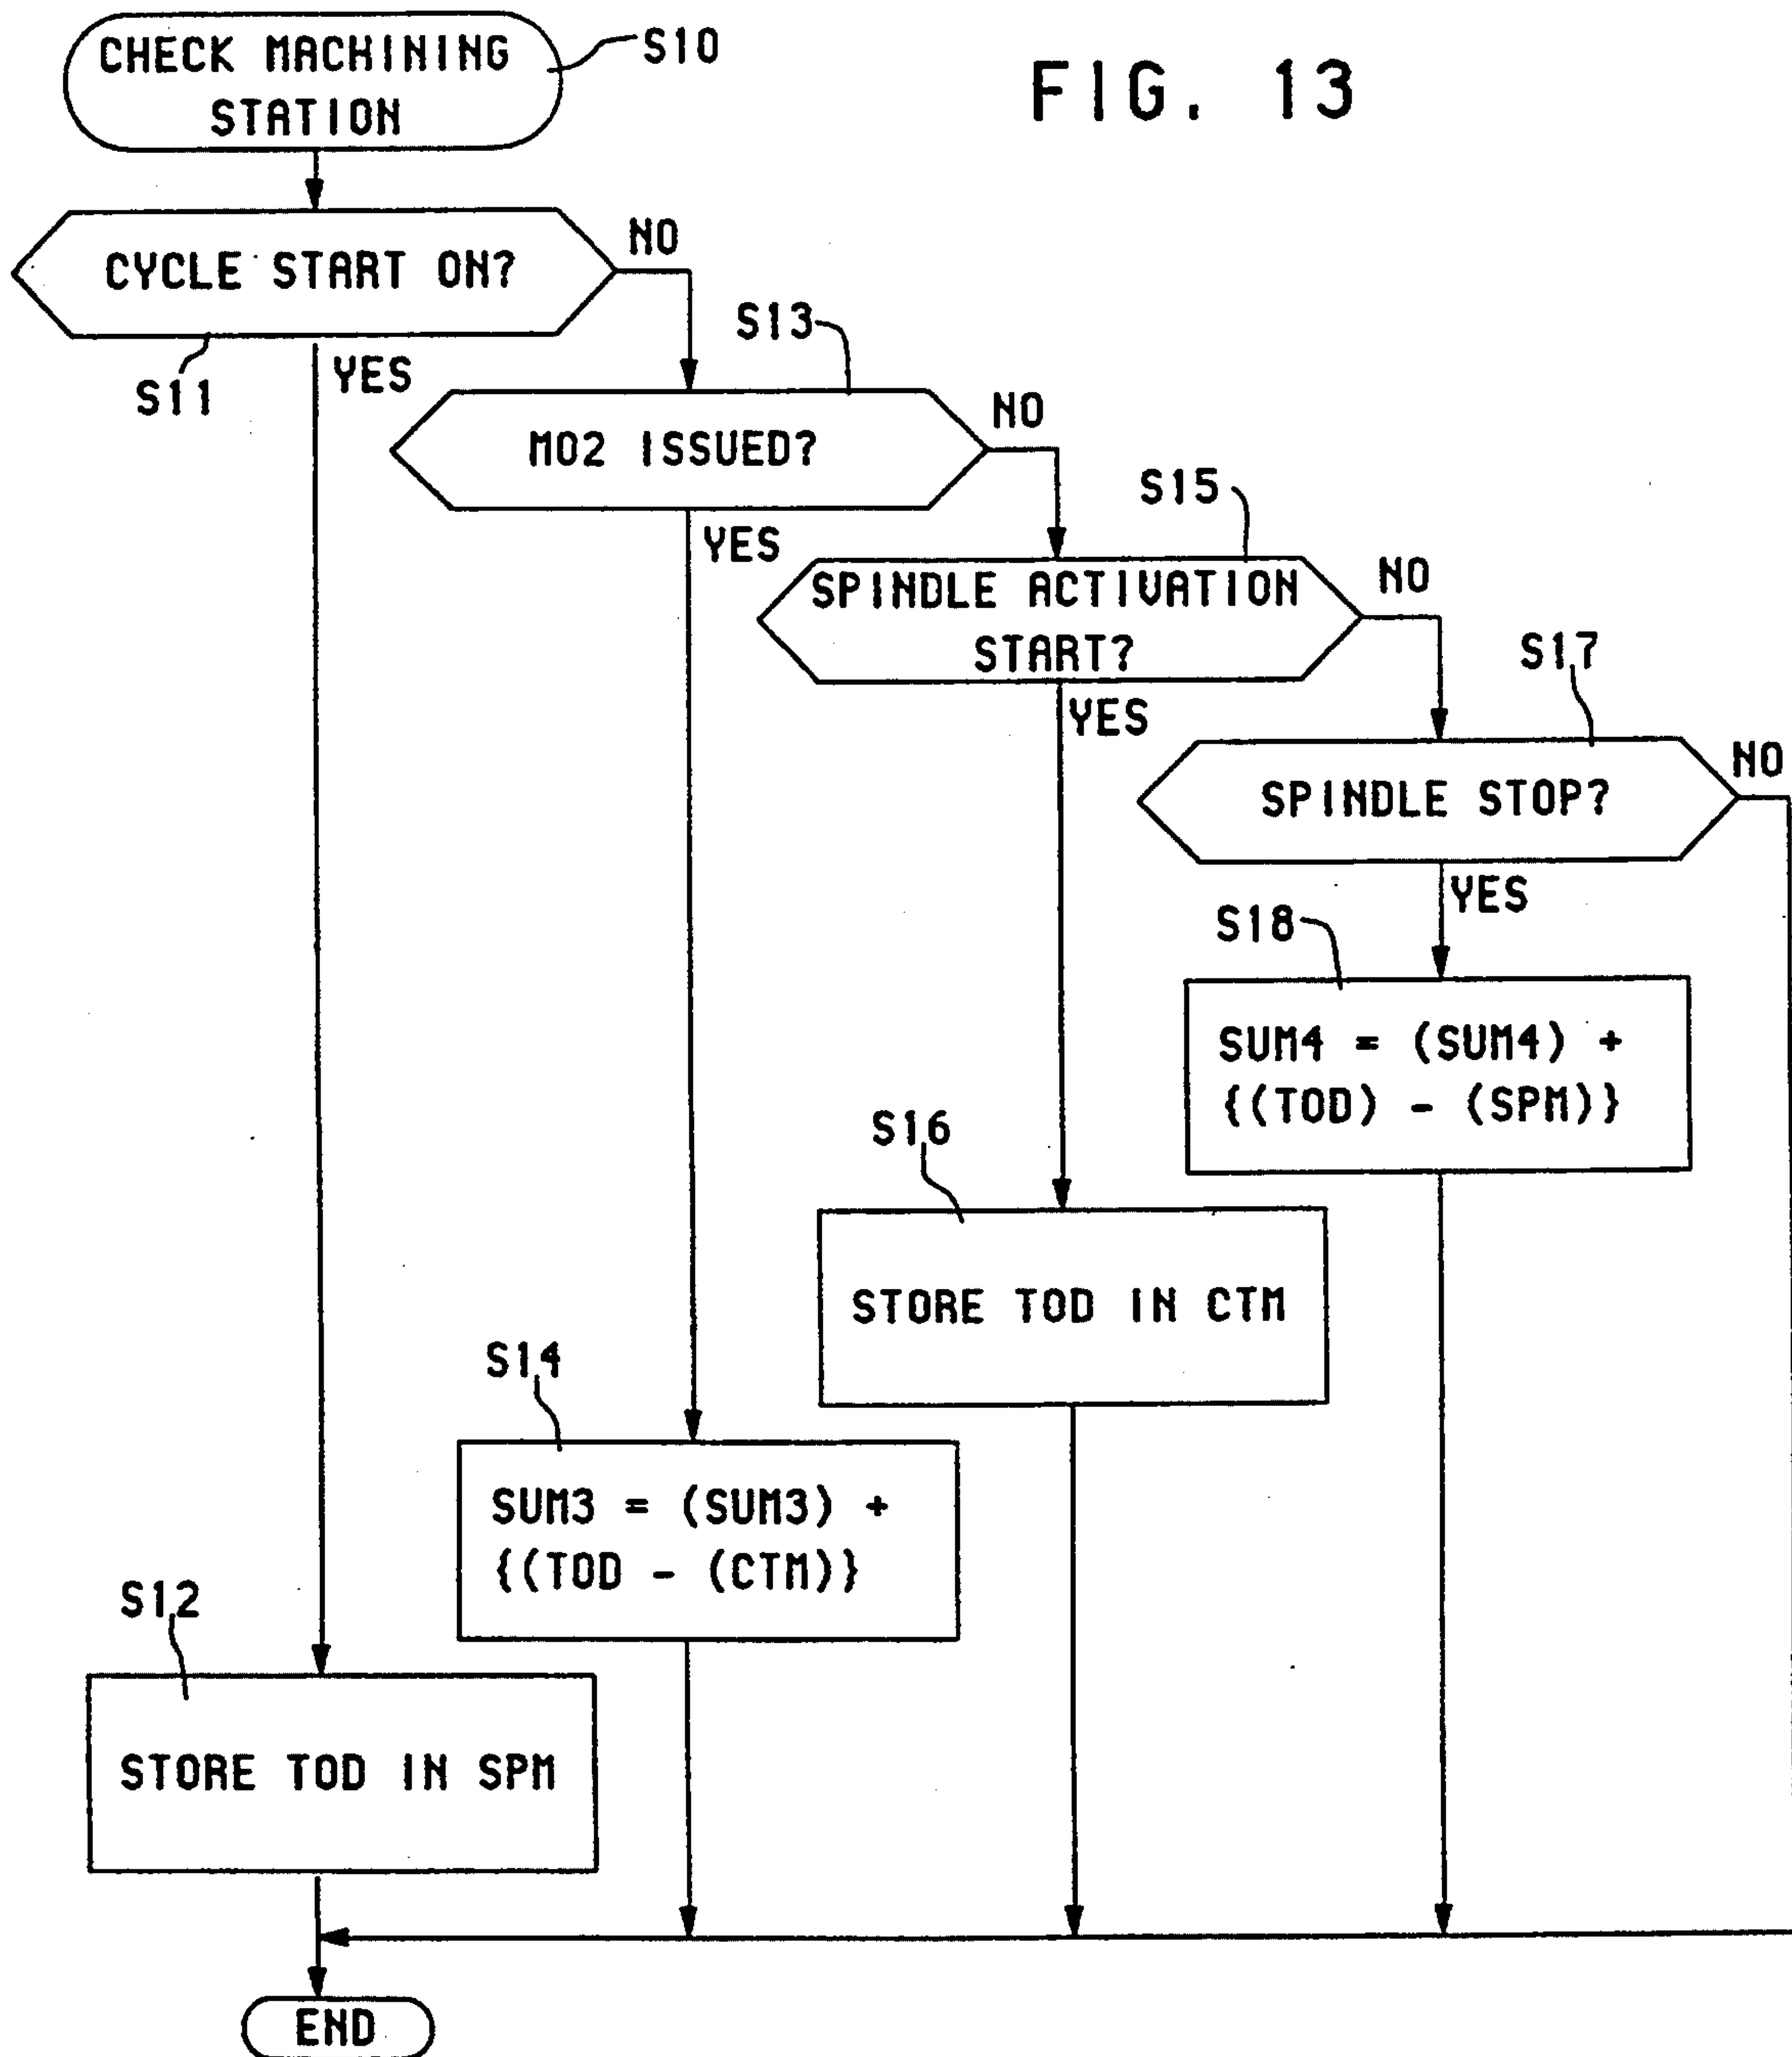 CHECK MACHINING
STATION
S10
FIG. 13
CYCLE START ON?
NO
S11
YES
S13
M02 ISSUED?
NO
YES
S15
SPINDLE ACTIVATION
START?
NO
YES
S17
SPINDLE STOP?
NO
YES
S18
SUM4 = (SUM4) +
{(TOD) - (SPM)}
S16
STORE TOD IN CTM
S14
SUM3 = (SUM3) +
{(TOD - (CTM)}
S12
STORE TOD IN SPM
END